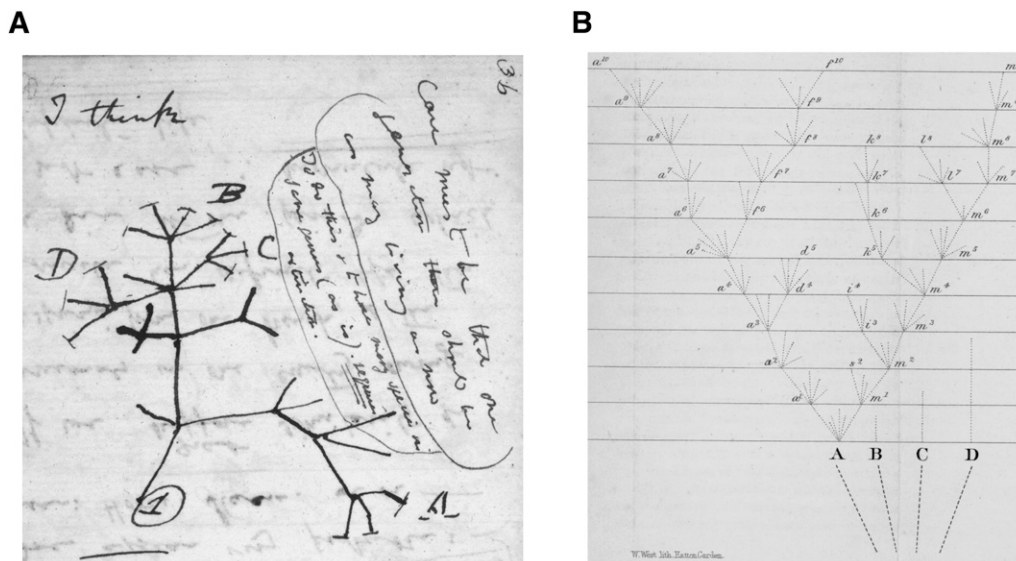 A
I think
36
Case must be that one
generation then should be
as many living as now
To do this & to have many species in
same genus (as is). requires
extinction.
B
C
D
A
1
B
a¹⁰ f¹⁰ m
a⁹ f⁹ m
a⁸ f⁸ k⁸ l⁸ m⁸
a⁷ f⁷ k⁷ l⁷ m⁷
a⁶ f⁶ k⁶ m⁶
a⁵ d⁵ k⁵ m⁵
a⁴ d⁴ i⁴ m⁴
a³ i³ m³
a² s² m²
a¹ m¹
A B C D
W. West lith. Hatton Garden.